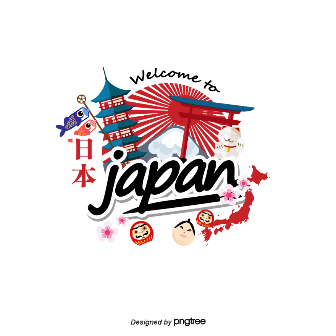 Welcome to
日本
japan
Designed by pngtree